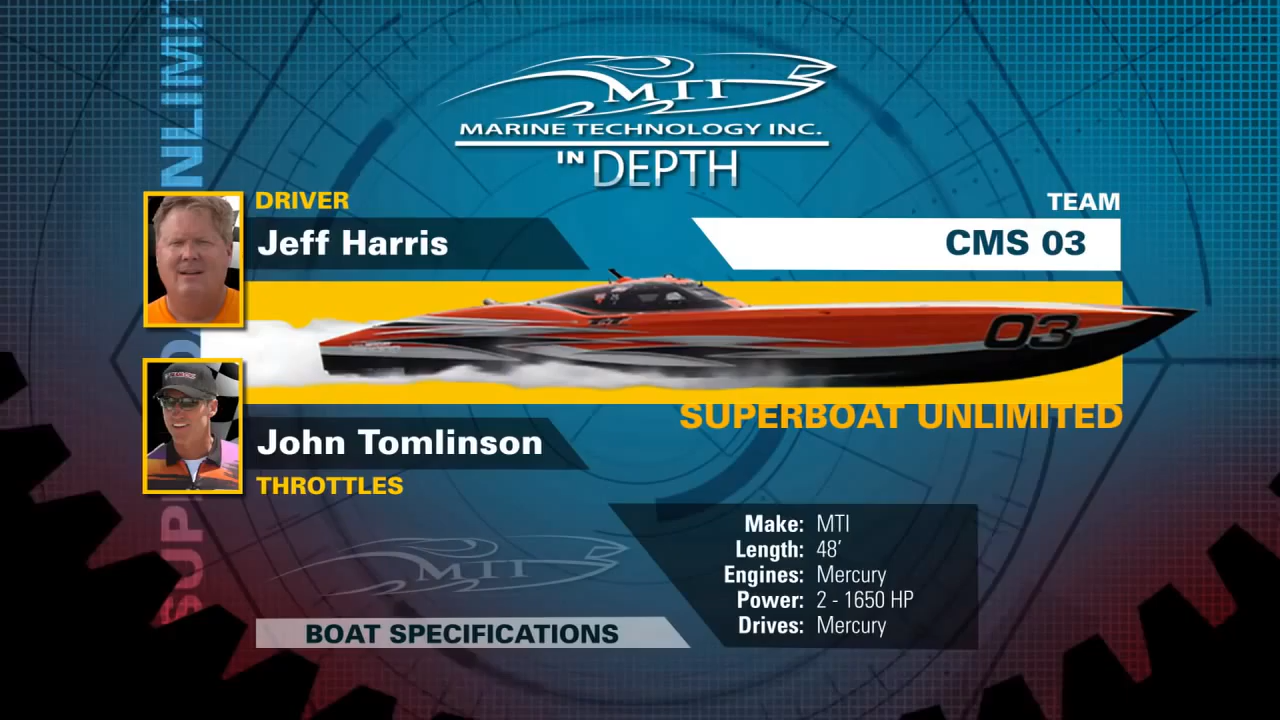 MTI
MARINE TECHNOLOGY INC.
IN DEPTH
DRIVER
Jeff Harris
TEAM
CMS 03
03
SUPERBOAT UNLIMITED
John Tomlinson
THROTTLES
MTI
BOAT SPECIFICATIONS
Make: MTI
Length: 48’
Engines: Mercury
Power: 2 - 1650 HP
Drives: Mercury